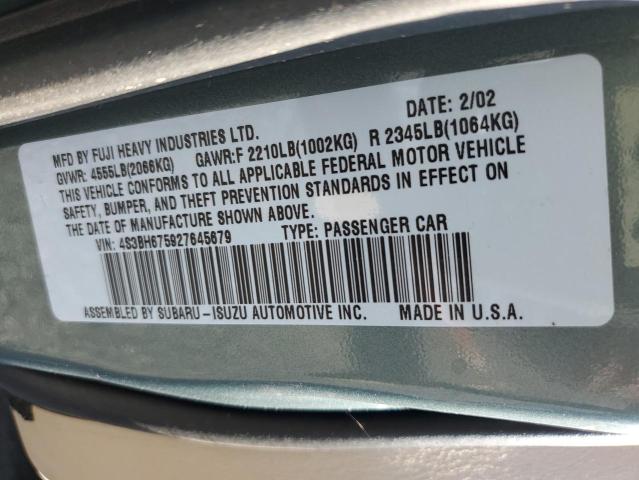 DATE: 2/02
MFD BY FUJI HEAVY INDUSTRIES LTD.
GVWR: 4555LB(2066KG) GAWR:F 2210LB(1002KG) R 2345LB(1064KG)
THIS VEHICLE CONFORMS TO ALL APPLICABLE FEDERAL MOTOR VEHICLE
SAFETY, BUMPER, AND THEFT PREVENTION STANDARDS IN EFFECT ON
THE DATE OF MANUFACTURE SHOWN ABOVE.
VIN: 4S3BH675927645679 TYPE: PASSENGER CAR
ASSEMBLED BY SUBARU-ISUZU AUTOMOTIVE INC. MADE IN U.S.A.